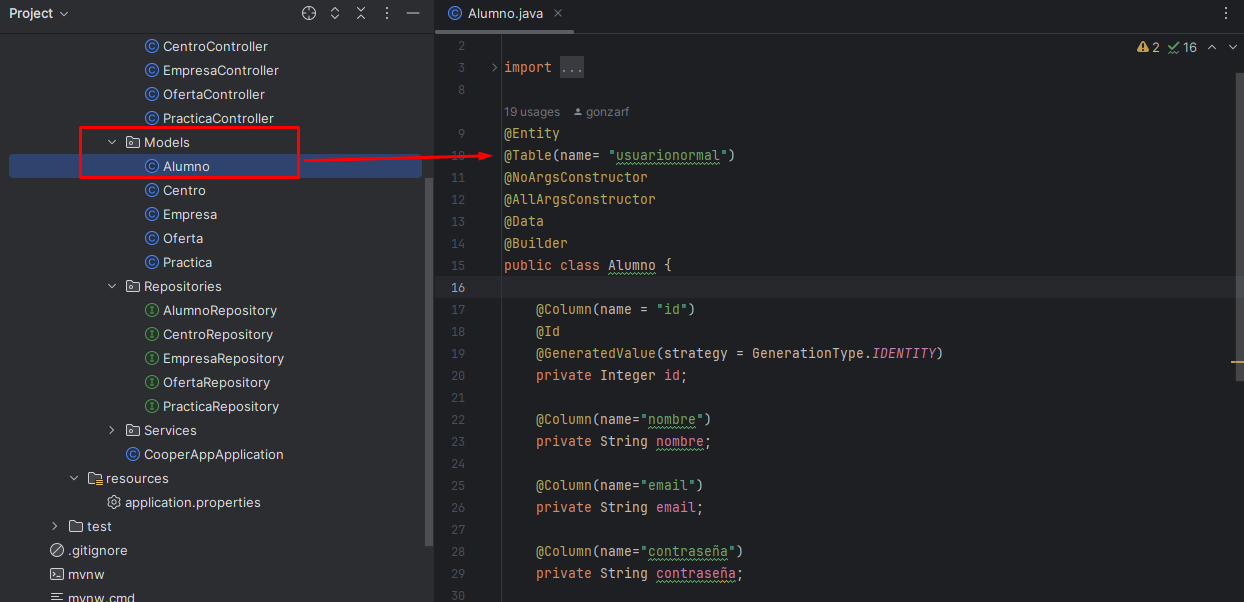 Project
CentroController
EmpresaController
OfertaController
PracticaController
Models
Alumno
Centro
Empresa
Oferta
Practica
Repositories
AlumnoRepository
CentroRepository
EmpresaRepository
OfertaRepository
PracticaRepository
Services
CooperAppApplication
resources
application.properties
test
.gitignore
mvnw
mvnw.cmd
Alumno.java
2 16
2
3 import ...
8
19 usages gonzarf
9 @Entity
10 @Table(name= "usuarionormal")
11 @NoArgsConstructor
12 @AllArgsConstructor
13 @Data
14 @Builder
15 public class Alumno {
16
17 @Column(name = "id")
18 @Id
19 @GeneratedValue(strategy = GenerationType.IDENTITY)
20 private Integer id;
21
22 @Column(name="nombre")
23 private String nombre;
24
25 @Column(name="email")
26 private String email;
27
28 @Column(name="contraseña")
29 private String contraseña;
30